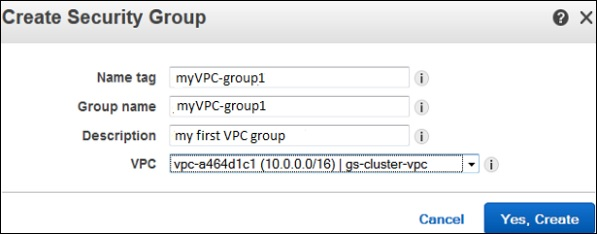 Create Security Group
Name tag myVPC-group1
Group name myVPC-group1
Description my first VPC group
VPC vpc-a464d1c1 (10.0.0.0/16) | gs-cluster-vpc
Cancel Yes, Create